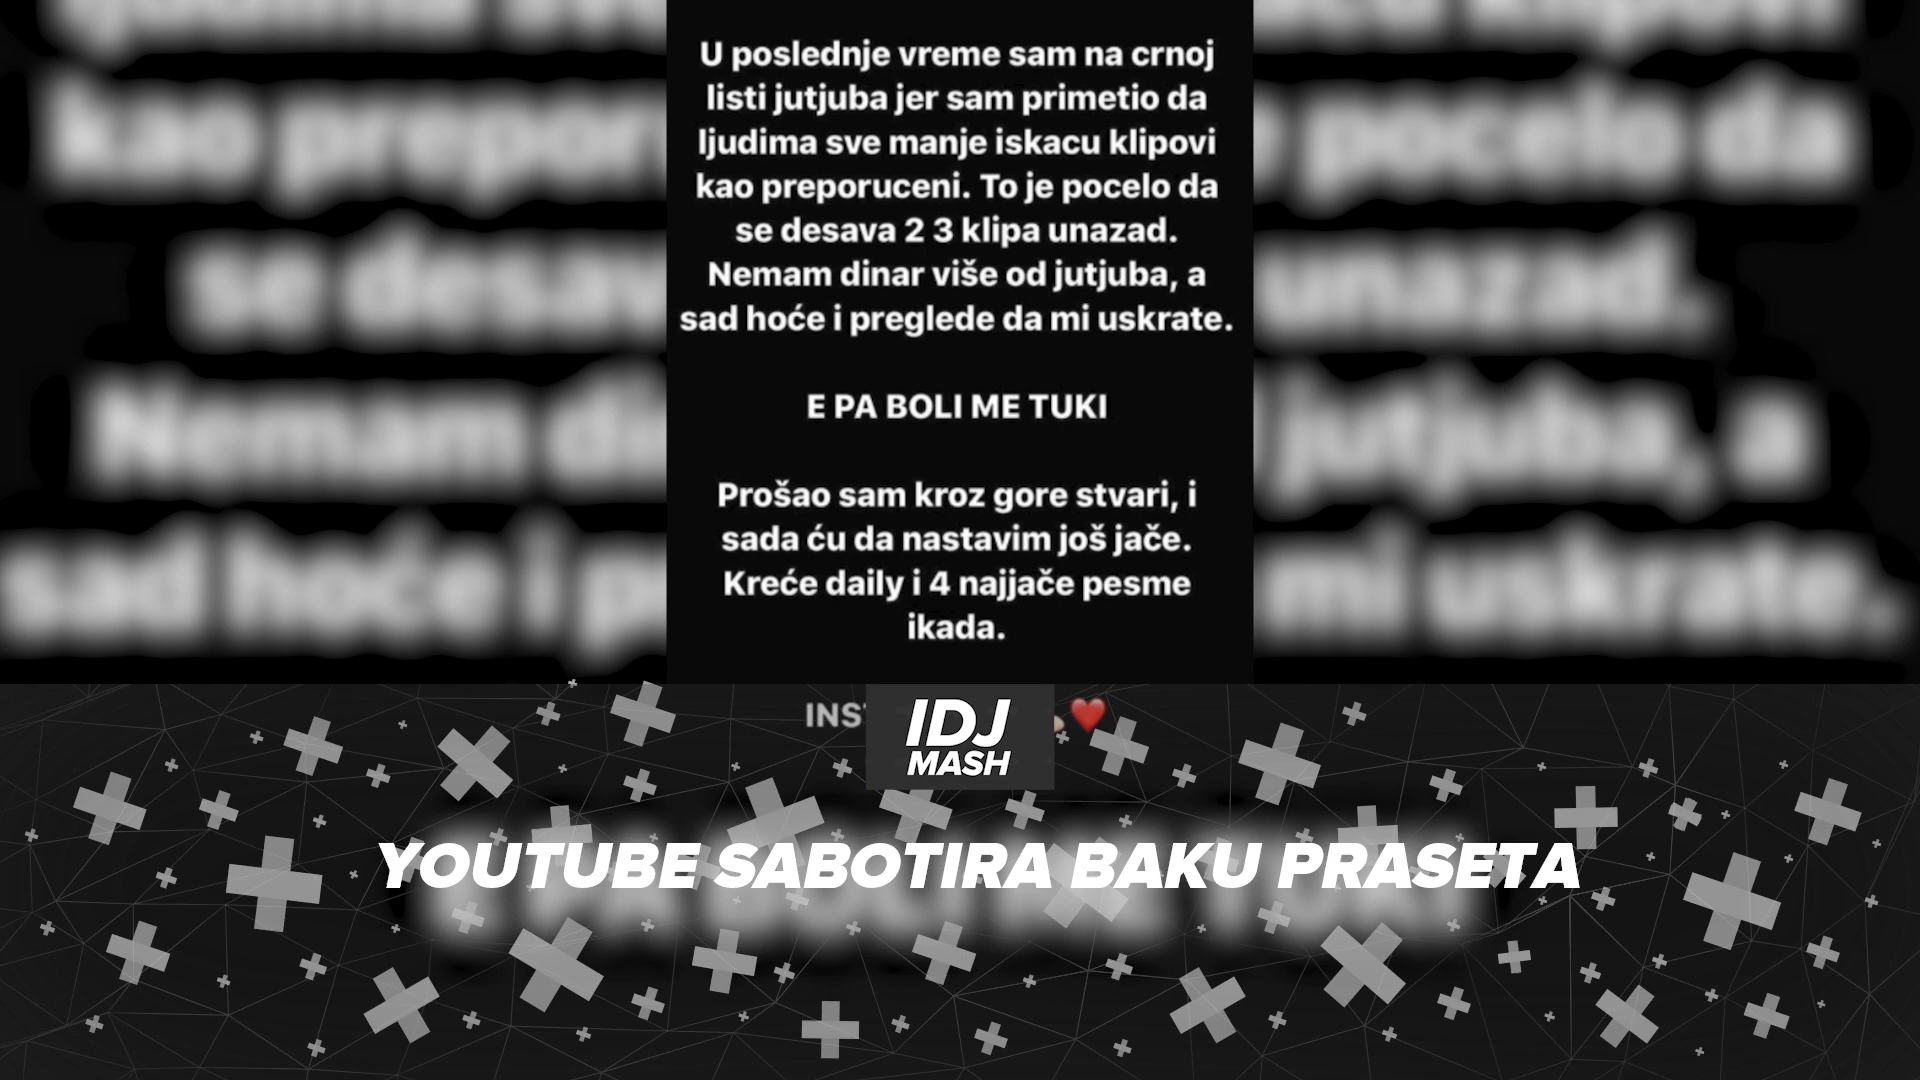 U poslednje vreme sam na crnoj
listi jutjuba jer sam primetio da
ljudima sve manje iskacu klipovi
kao preporuceni. To je pocelo da
se desava 2 3 klipa unazad.
Nemam dinar više od jutjuba, a
sad hoće i preglede da mi uskrate.
E PA BOLI ME TUKI
Prošao sam kroz gore stvari, i
sada ću da nastavim još jače.
Kreće daily i 4 najjače pesme
ikada.
IDJ
MASH
YOUTUBE SABOTIRA BAKU PRASETA